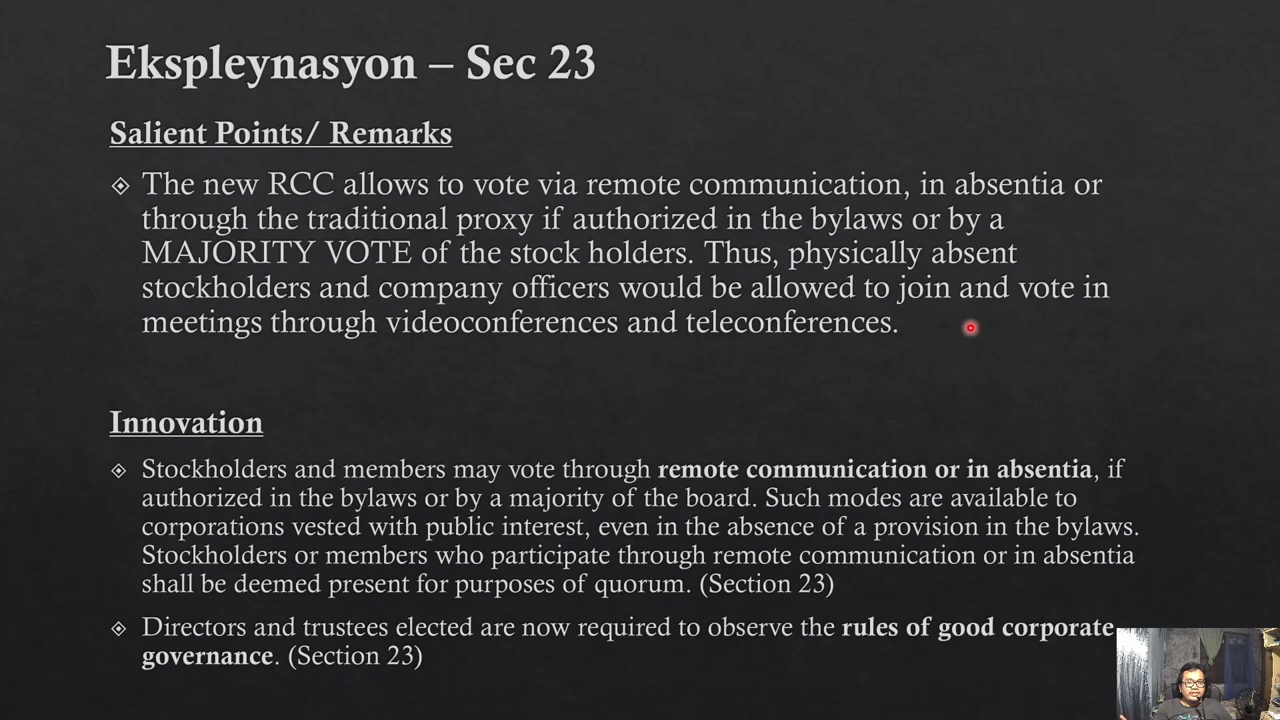 Ekspleynasyon – Sec 23
Salient Points/ Remarks
The new RCC allows to vote via remote communication, in absentia or
through the traditional proxy if authorized in the bylaws or by a
MAJORITY VOTE of the stock holders. Thus, physically absent
stockholders and company officers would be allowed to join and vote in
meetings through videoconferences and teleconferences.
Innovation
Stockholders and members may vote through remote communication or in absentia, if
authorized in the bylaws or by a majority of the board. Such modes are available to
corporations vested with public interest, even in the absence of a provision in the bylaws.
Stockholders or members who participate through remote communication or in absentia
shall be deemed present for purposes of quorum. (Section 23)
Directors and trustees elected are now required to observe the rules of good corporate
governance. (Section 23)